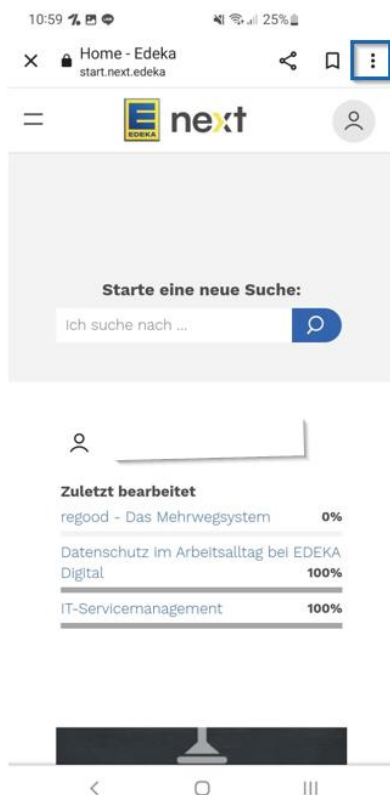 10:59
25%
Home - Edeka
start.next.edeka
EDEKA
next
Starte eine neue Suche:
Ich suche nach ...
Zuletzt bearbeitet
regood - Das Mehrwegsystem 0%
Datenschutz im Arbeitsalltag bei EDEKA
Digital 100%
IT-Servicemanagement 100%